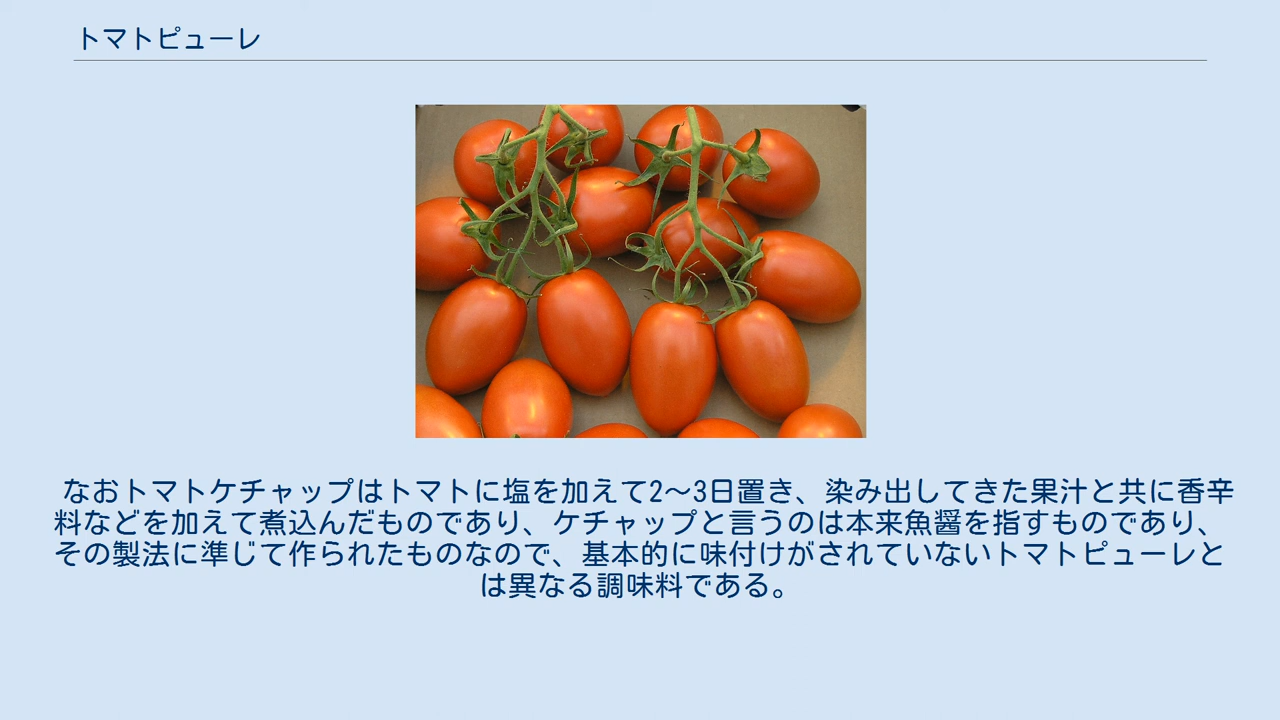 トマトピューレ
なおトマトケチャップはトマトに塩を加えて2〜3日置き、染み出してきた果汁と共に香辛
料などを加えて煮込んだものであり、ケチャップと言うのは本来魚醤を指すものであり、
その製法に準じて作られたものなので、基本的に味付けがされていないトマトピューレと
は異なる調味料である。